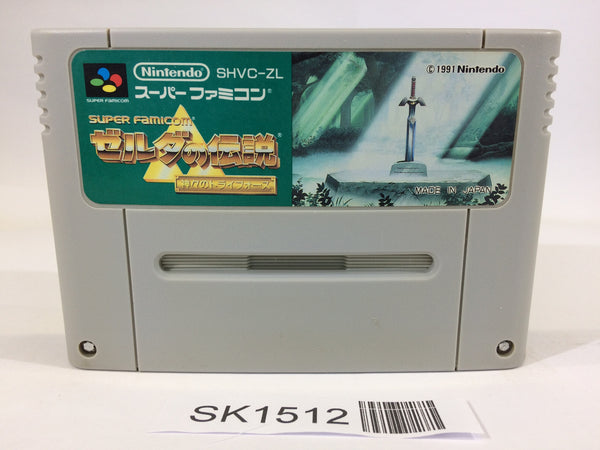 Nintendo SHVC-ZL
スーパーファミコン®
SUPER FAMICOM
SUPER FAMICOM®
ゼルダの伝説®
神々のトライフォース
©1991 Nintendo
MADE IN JAPAN
SK1512